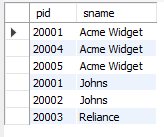 pid sname
20001 Acme Widget
20004 Acme Widget
20005 Acme Widget
20001 Johns
20002 Johns
20003 Reliance